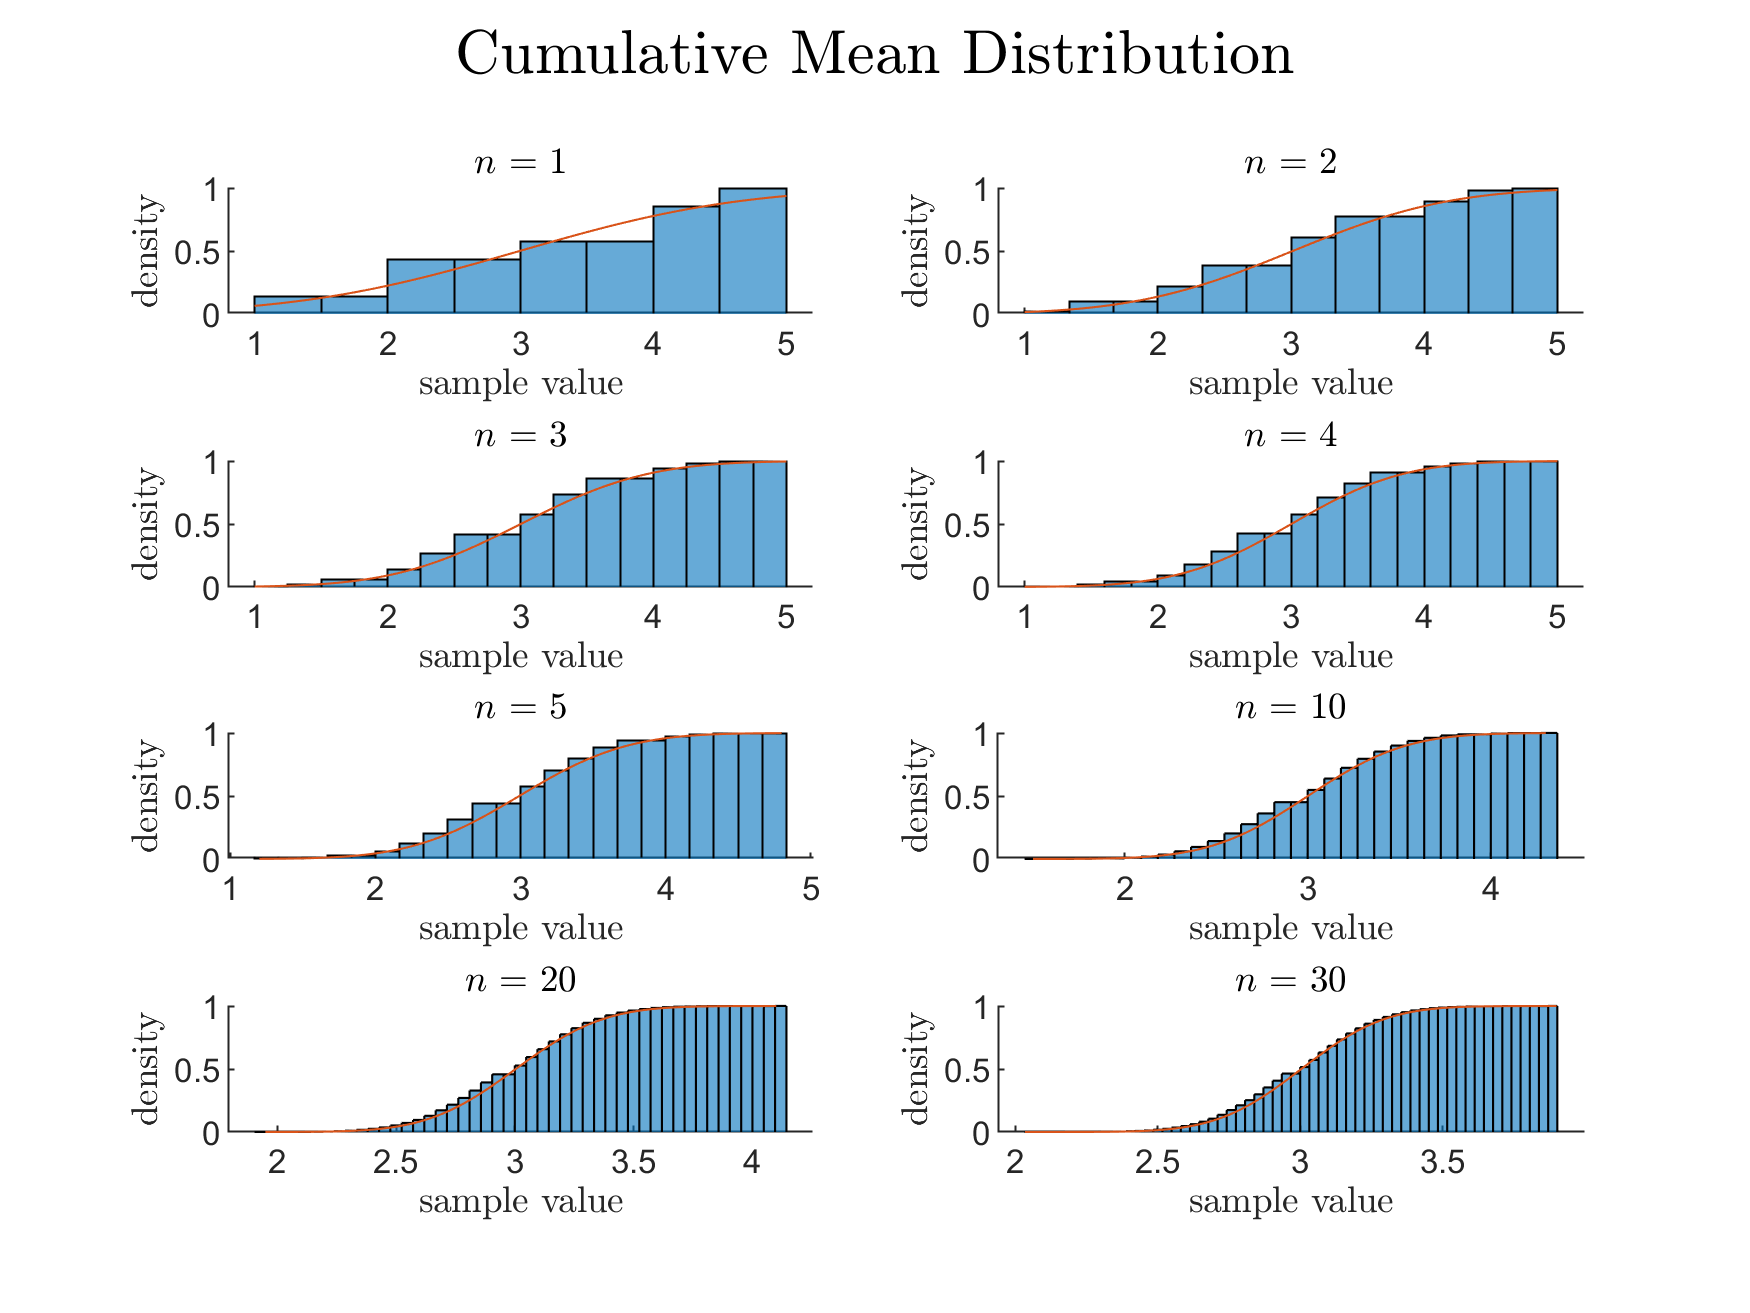 Cumulative Mean Distribution
n = 1
density
1
0.5
0
1 2 3 4 5
sample value
n = 2
density
1
0.5
0
1 2 3 4 5
sample value
n = 3
density
1
0.5
0
1 2 3 4 5
sample value
n = 4
density
1
0.5
0
1 2 3 4 5
sample value
n = 5
density
1
0.5
0
1 2 3 4 5
sample value
n = 10
density
1
0.5
0
2 3 4
sample value
n = 20
density
1
0.5
0
2 2.5 3 3.5 4
sample value
n = 30
density
1
0.5
0
2 2.5 3 3.5
sample value